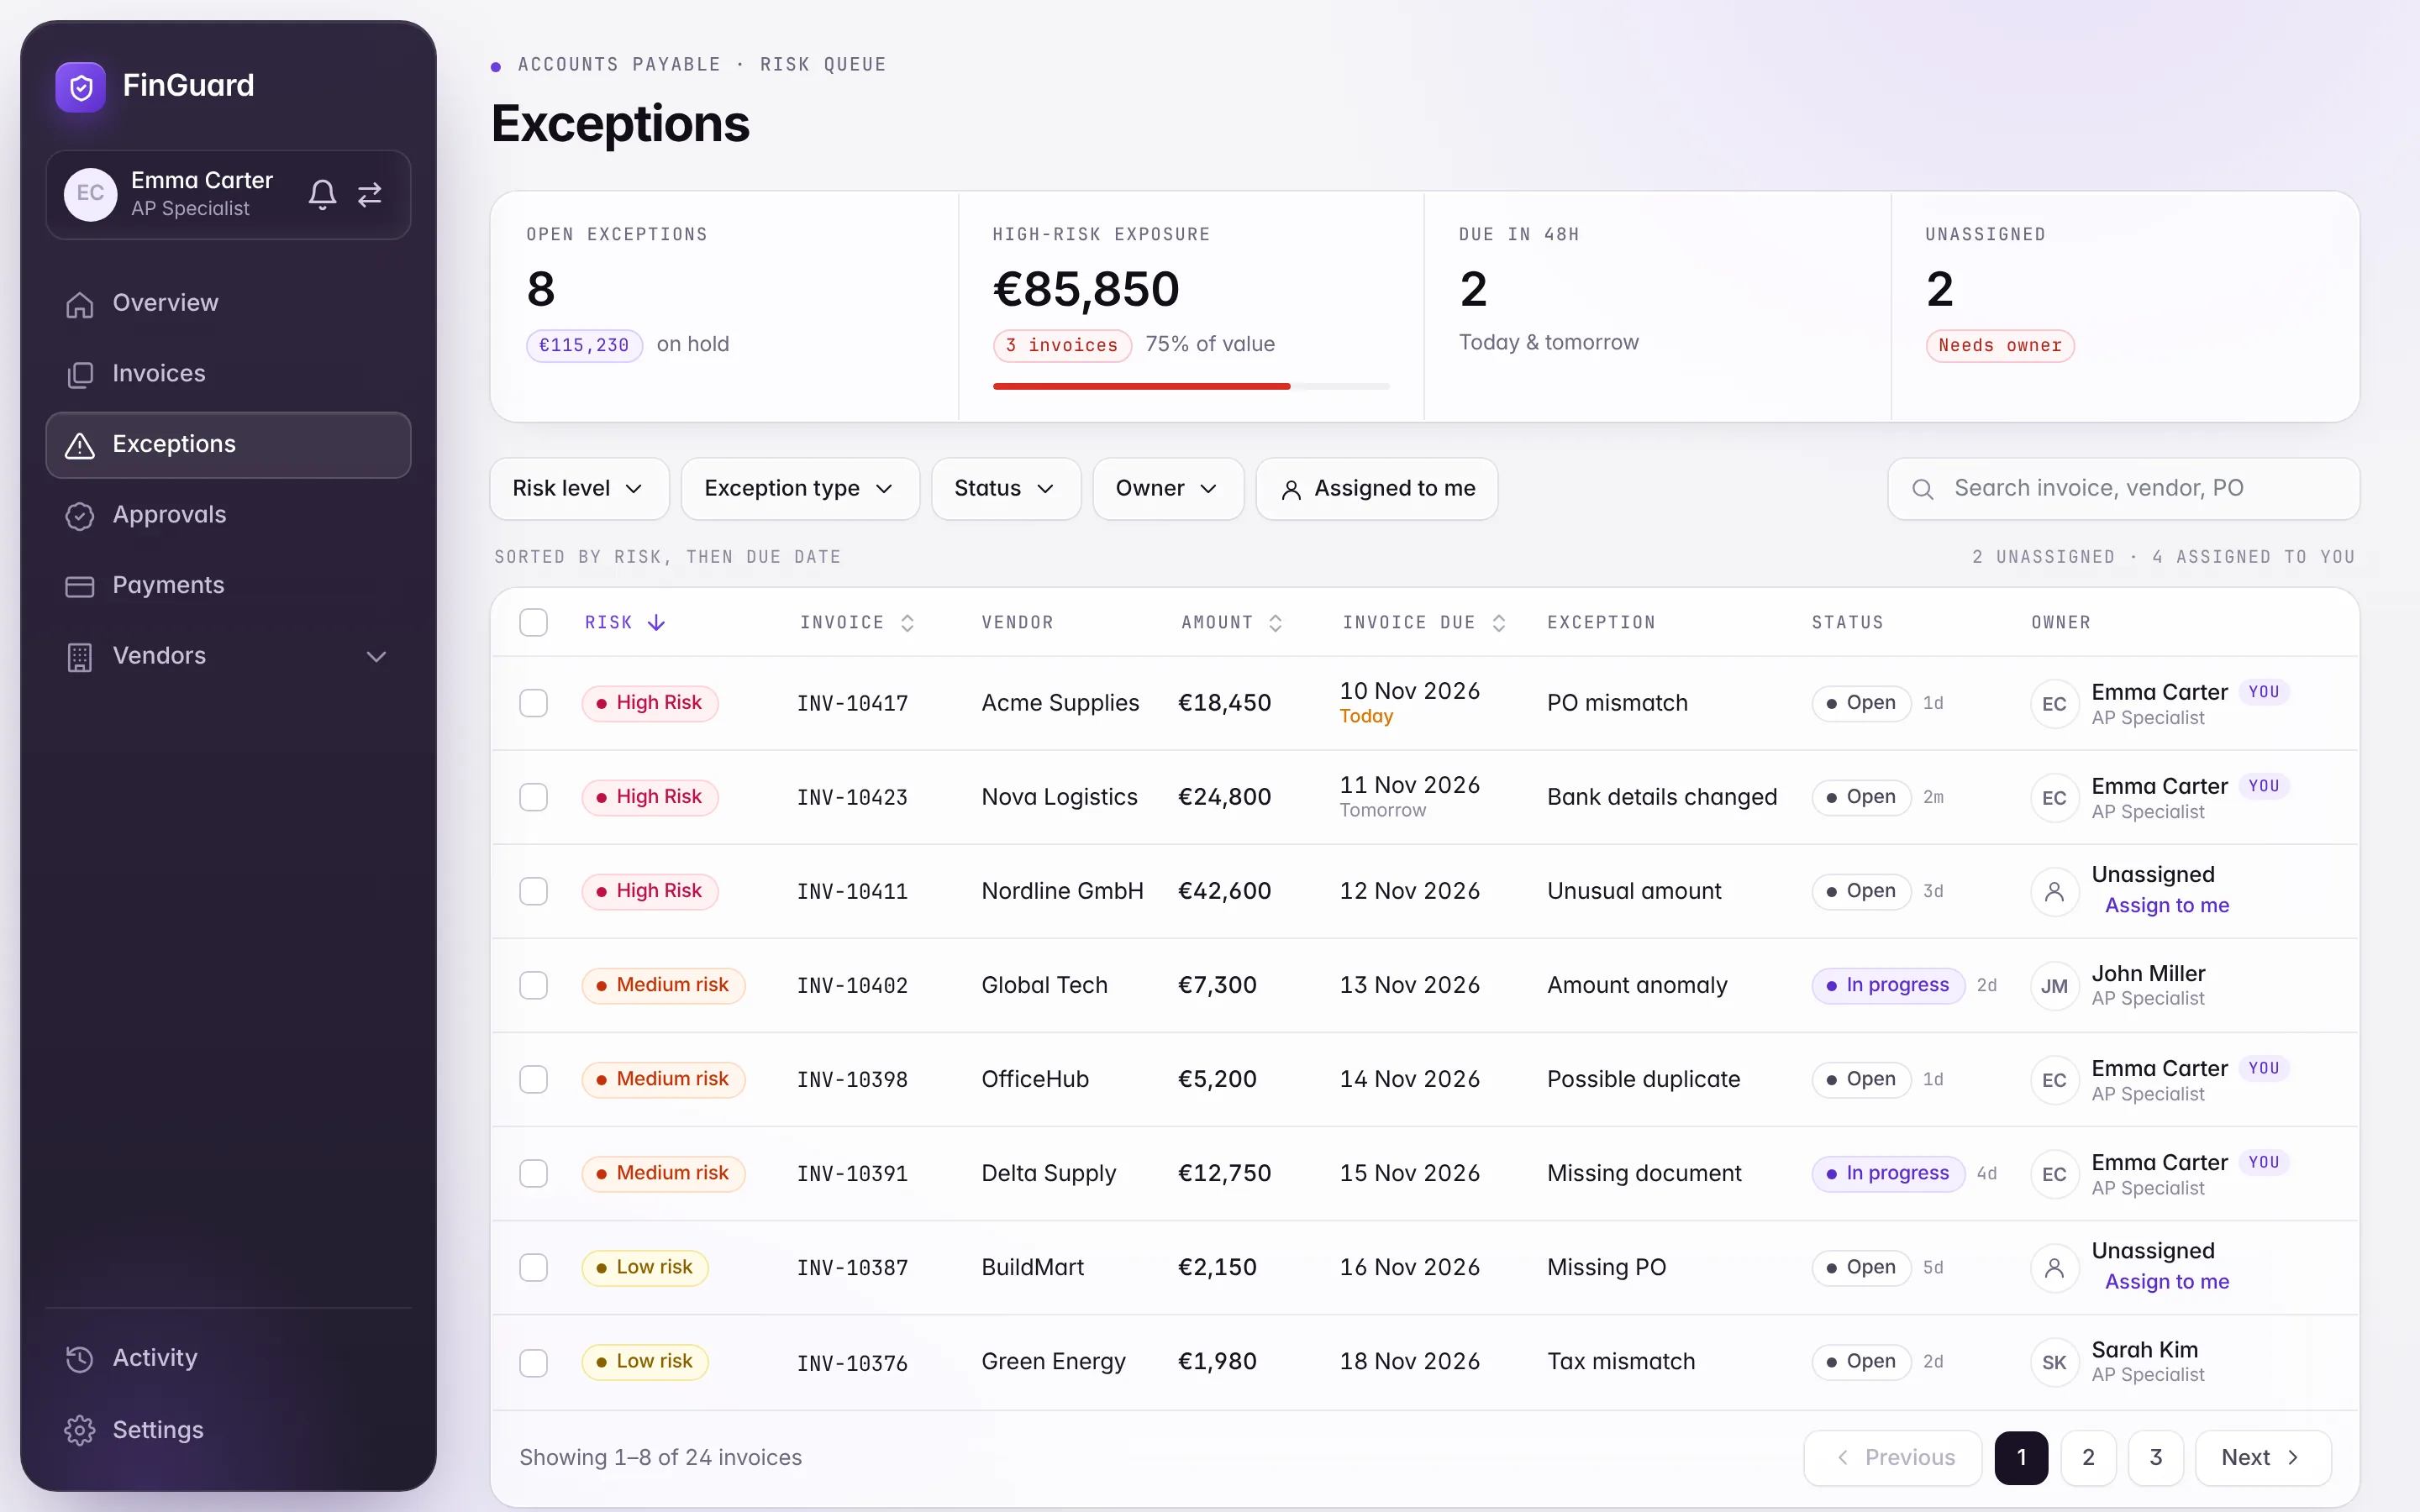 FinGuard
EC
Emma Carter
AP Specialist
Overview
Invoices
Exceptions
Approvals
Payments
Vendors
Activity
Settings
ACCOUNTS PAYABLE · RISK QUEUE
Exceptions
OPEN EXCEPTIONS
8
€115,230 on hold
HIGH-RISK EXPOSURE
€85,850
3 invoices 75% of value
DUE IN 48H
2
Today & tomorrow
UNASSIGNED
2
Needs owner
Risk level Exception type Status Owner Assigned to me Search invoice, vendor, PO
SORTED BY RISK, THEN DUE DATE 2 UNASSIGNED · 4 ASSIGNED TO YOU
RISK INVOICE VENDOR AMOUNT INVOICE DUE EXCEPTION STATUS OWNER
High Risk INV-10417 Acme Supplies €18,450 10 Nov 2026 PO mismatch Open 1d EC Emma Carter YOU
Today AP Specialist
High Risk INV-10423 Nova Logistics €24,800 11 Nov 2026 Bank details changed Open 2m EC Emma Carter YOU
Tomorrow AP Specialist
High Risk INV-10411 Nordline GmbH €42,600 12 Nov 2026 Unusual amount Open 3d Unassigned
Assign to me
Medium risk INV-10402 Global Tech €7,300 13 Nov 2026 Amount anomaly In progress 2d JM John Miller
AP Specialist
Medium risk INV-10398 OfficeHub €5,200 14 Nov 2026 Possible duplicate Open 1d EC Emma Carter YOU
AP Specialist
Medium risk INV-10391 Delta Supply €12,750 15 Nov 2026 Missing document In progress 4d EC Emma Carter YOU
AP Specialist
Low risk INV-10387 BuildMart €2,150 16 Nov 2026 Missing PO Open 5d Unassigned
Assign to me
Low risk INV-10376 Green Energy €1,980 18 Nov 2026 Tax mismatch Open 2d SK Sarah Kim
AP Specialist
Showing 1–8 of 24 invoices Previous 1 2 3 Next